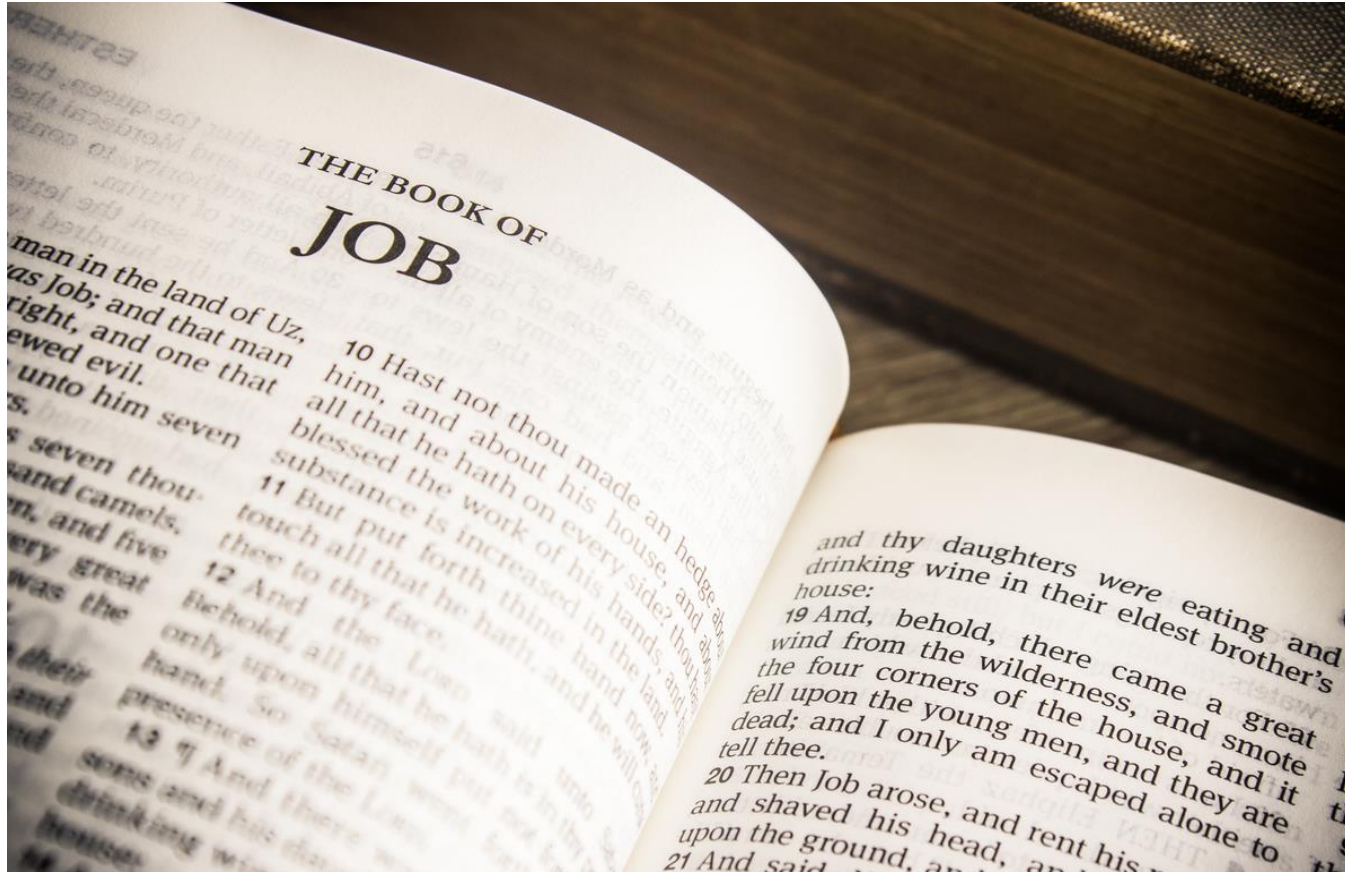 ESTHER
THE BOOK OF
JOB
man in the land of Uz,
as Job; and that man
right, and one that
ewed evil.
unto him seven
s.
s seven thou-
sand camels,
en, and five
ery great
was the
their
and
10 Hast not thou made an hedge
him, and about his house, and
all that he hath on every side? thou
blessed the work of his hands, and
substance is increased in the land.
11 But put forth thine hand now,
touch all that he hath, and he will
thee to thy face.
12 And the LORD said unto
Behold, all that he hath is in
only upon himself put
hand. So Satan went
presence of the LORD.
13 ¶ And there
sons and his
drinking
house:
and thy daughters were eating and
drinking wine in their eldest brother's
house:
19 And, behold, there came a great
wind from the wilderness, and smote
the four corners of the house, and it
fell upon the young men, and they are
dead; and I only am escaped alone to
tell thee.
20 Then Job arose, and rent his
and shaved his head,
upon the ground,
21 And said,